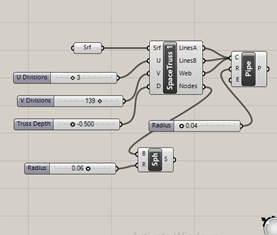 Srf
Srf
U
V
D
SpaceTruss 1
LinesA
LinesB
Web
Nodes
C
R
E
Pipe
P
U Divisions 3
V Divisions 139
Truss Depth -0.500
Radius 0.04
Radius 0.06
B
R
Sph
S